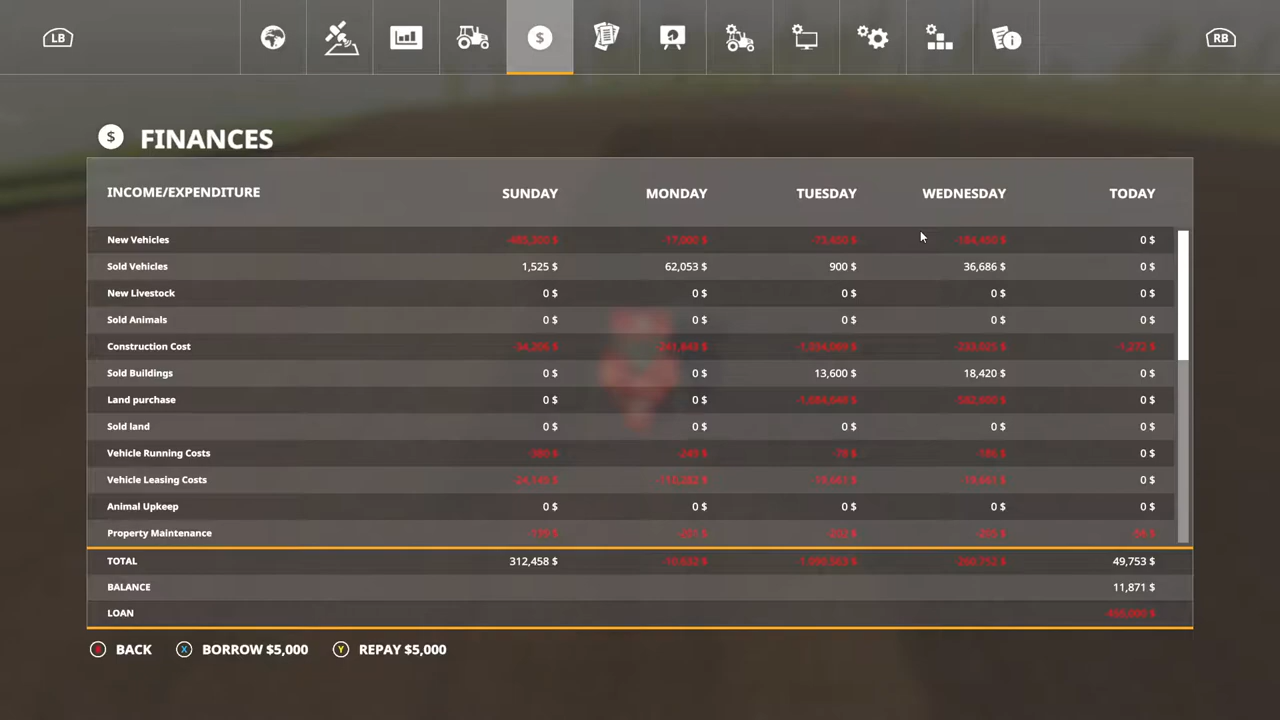 LB $ RB
$ FINANCES
INCOME/EXPENDITURE SUNDAY MONDAY TUESDAY WEDNESDAY TODAY
New Vehicles -17,000 $ 0 $
Sold Vehicles 1,525 $ 62,053 $ 900 $ 36,686 $ 0 $
New Livestock 0 $ 0 $ 0 $ 0 $ 0 $
Sold Animals 0 $ 0 $ 0 $ 0 $ 0 $
Construction Cost -1,272 $
Sold Buildings 0 $ 0 $ 13,600 $ 18,420 $ 0 $
Land purchase 0 $ 0 $ 0 $
Sold land 0 $ 0 $ 0 $ 0 $ 0 $
Vehicle Running Costs 0 $
Vehicle Leasing Costs 0 $
Animal Upkeep 0 $ 0 $ 0 $ 0 $ 0 $
Property Maintenance
TOTAL 312,458 $ 49,753 $
BALANCE 11,871 $
LOAN
BACK X BORROW $5,000 Y REPAY $5,000